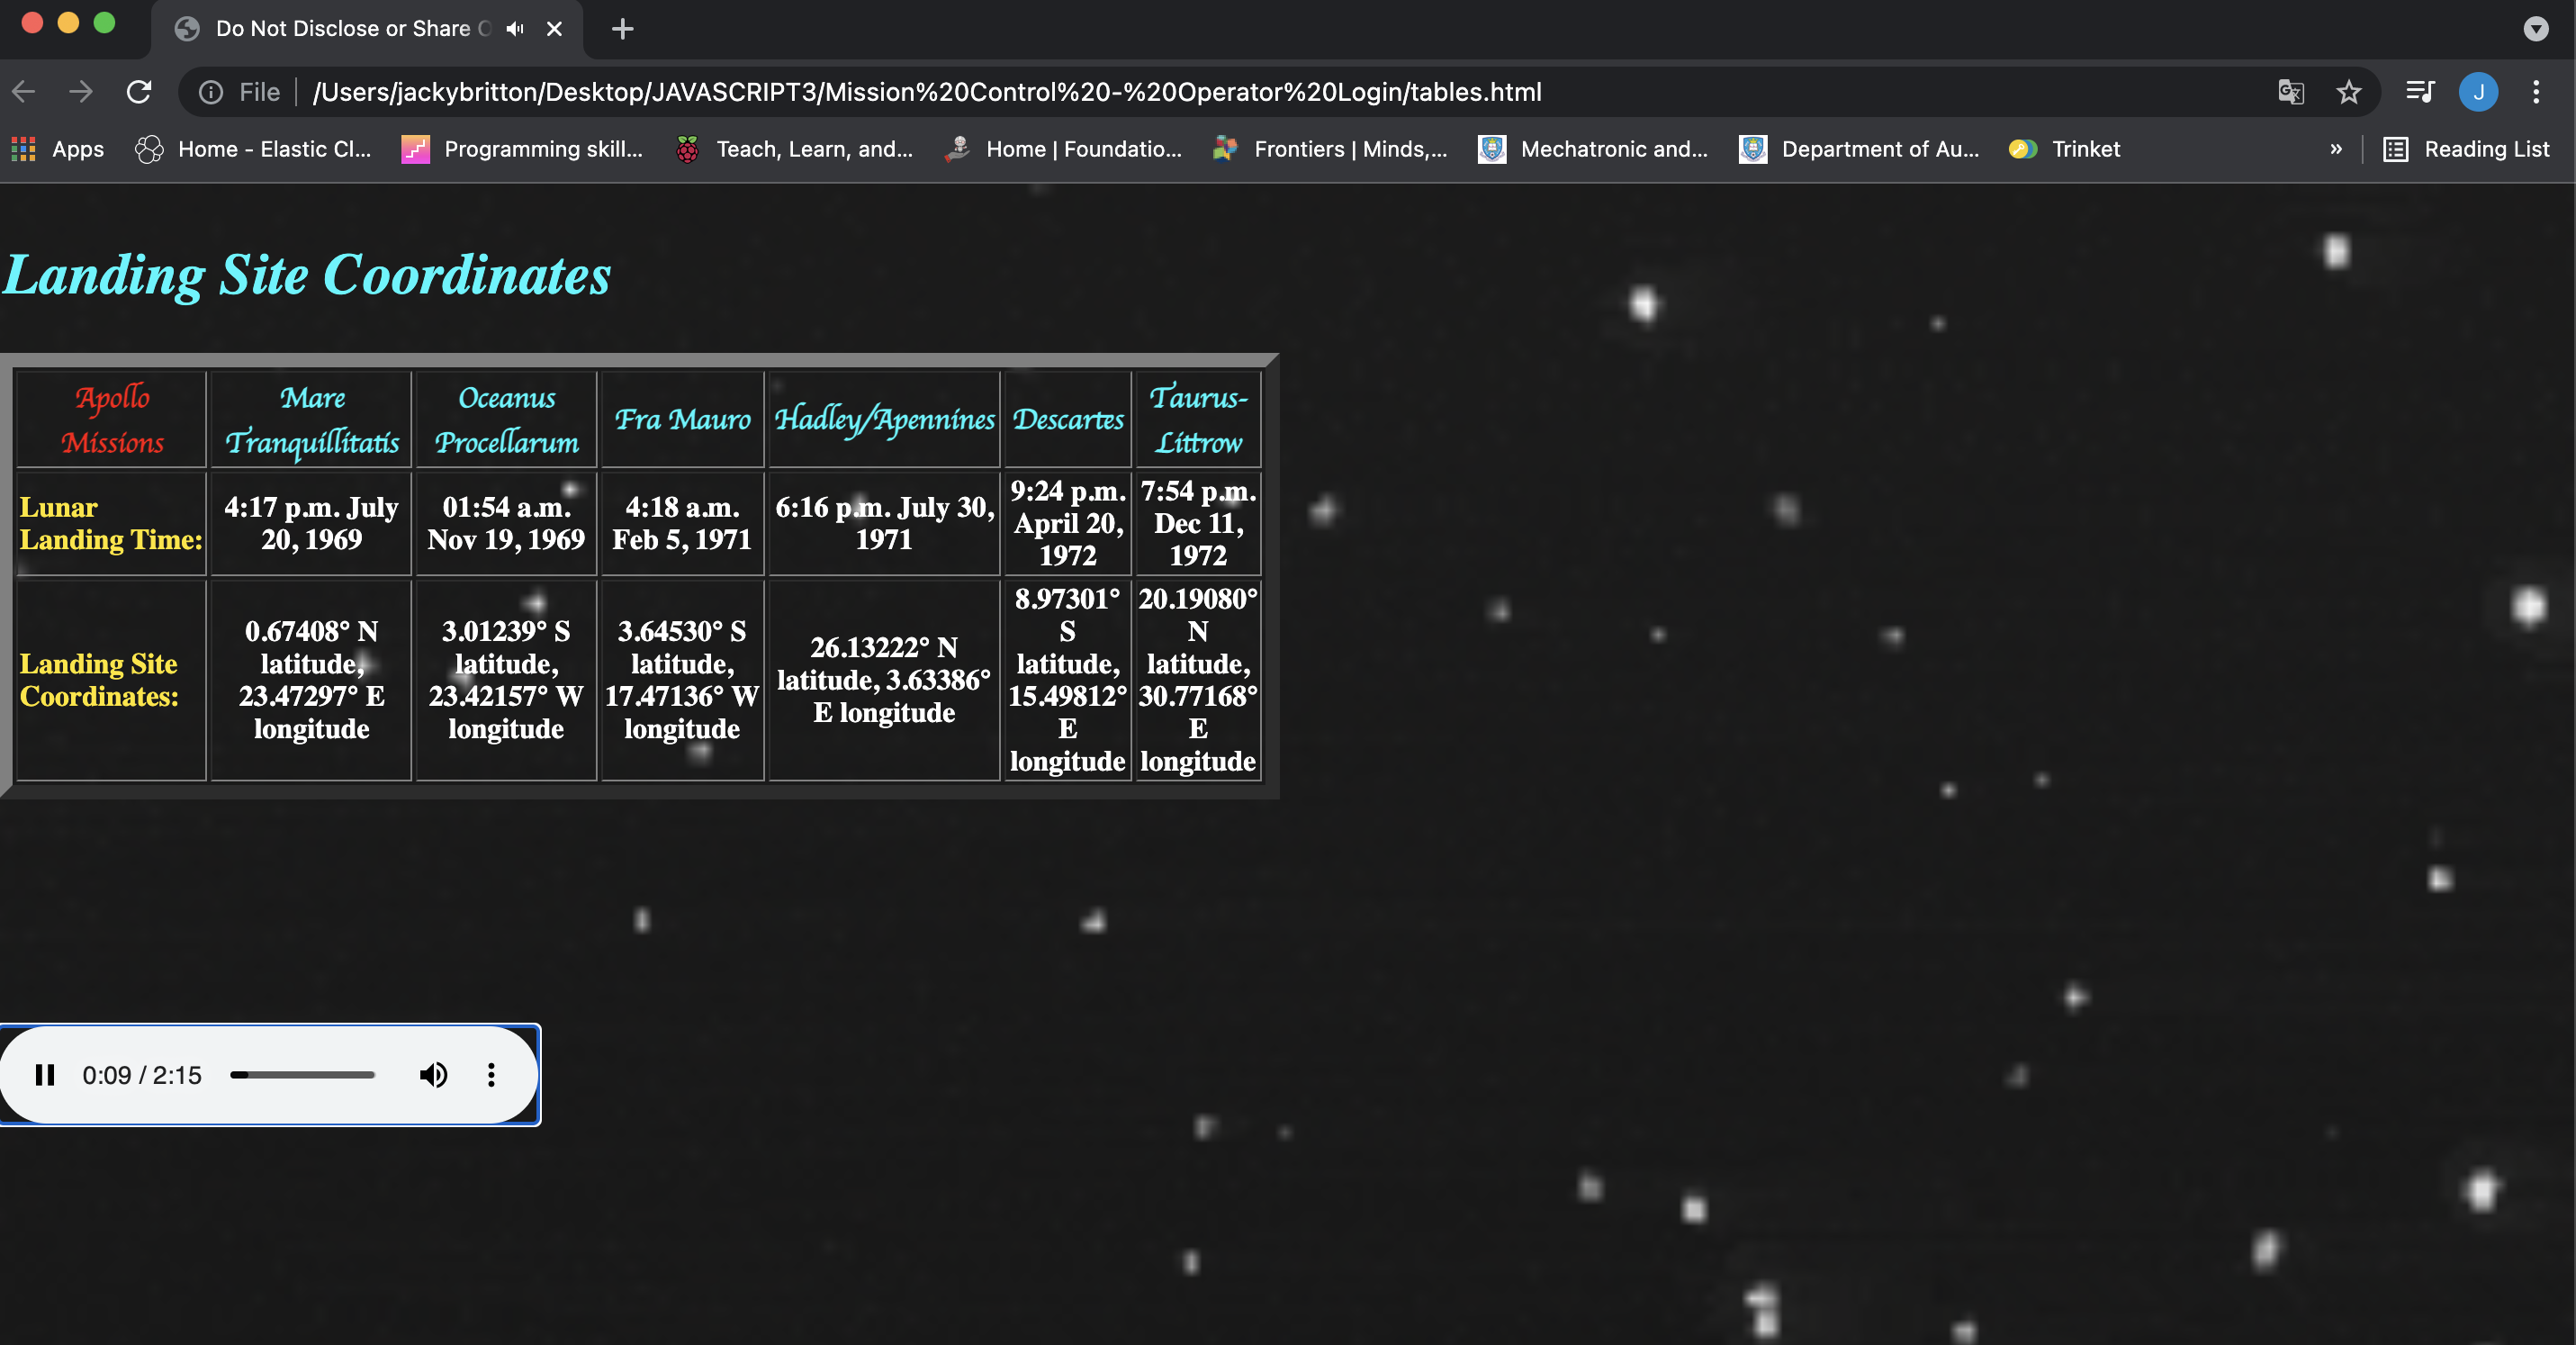 Do Not Disclose or Share
File
/Users/jackybritton/Desktop/JAVASCRIPT3/Mission%20Control%20-%20Operator%20Login/tables.html
J
Apps
Home - Elastic Cl...
Programming skill...
Teach, Learn, and...
Home | Foundatio...
Frontiers | Minds,...
Mechatronic and...
Department of Au...
Trinket
»
Reading List
Landing Site Coordinates
Apollo
Missions
Mare
Tranquillitatis
Oceanus
Procellarum
Fra Mauro
Hadley/Apennines
Descartes
Taurus-
Littrow
Lunar
Landing Time:
4:17 p.m. July
20, 1969
01:54 a.m.
Nov 19, 1969
4:18 a.m.
Feb 5, 1971
6:16 p.m. July 30,
1971
9:24 p.m.
April 20,
1972
7:54 p.m.
Dec 11,
1972
Landing Site
Coordinates:
0.67408° N
latitude,
23.47297° E
longitude
3.01239° S
latitude,
23.42157° W
longitude
3.64530° S
latitude,
17.47136° W
longitude
26.13222° N
latitude, 3.63386°
E longitude
8.97301°
S
latitude,
15.49812°
E
longitude
20.19080°
N
latitude,
30.77168°
E
longitude
0:09 / 2:15